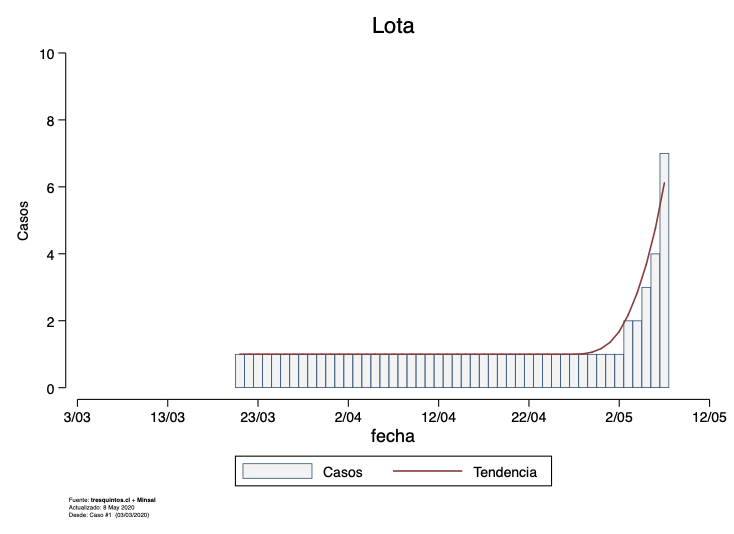 Lota
Casos
10
8
6
4
2
0
3/03 13/03 23/03 2/04 12/04 22/04 2/05 12/05
fecha
Casos Tendencia
Fuente: tresquintos.cl + Minsal
Actualizado: 8 May 2020
Desde: Caso #1 (03/03/2020)